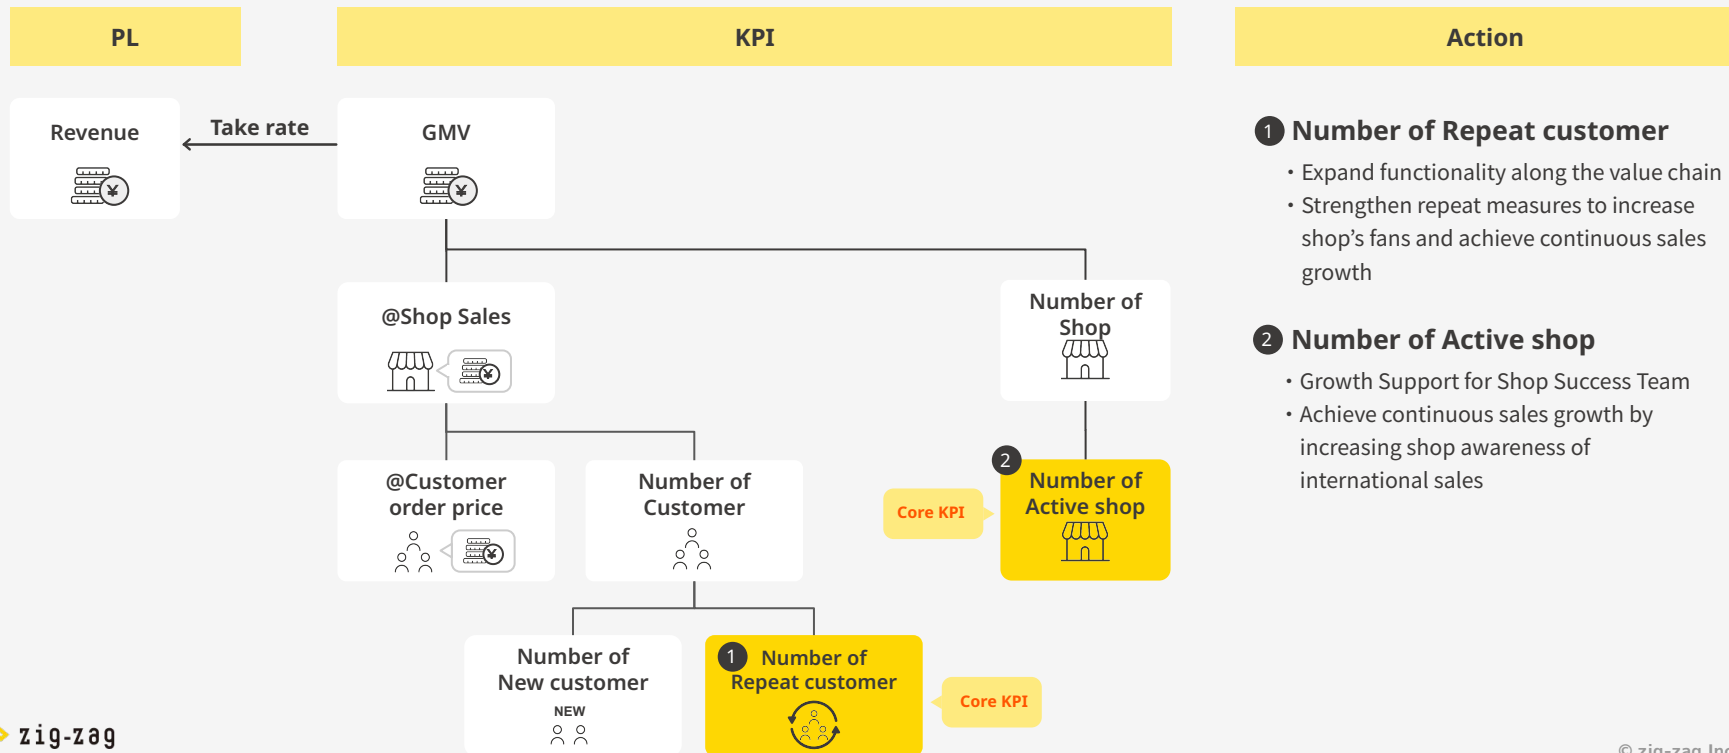 PL
KPI
Action
Revenue
Take rate
GMV
¥
¥
@Shop Sales
¥
Number of
Shop
@Customer
order price
¥
Number of
Customer
Core KPI
2
Number of
Active shop
Number of
New customer
NEW
1 Number of
Repeat customer
Core KPI
1 Number of Repeat customer
・Expand functionality along the value chain
・Strengthen repeat measures to increase
shop's fans and achieve continuous sales
growth
2 Number of Active shop
・Growth Support for Shop Success Team
・Achieve continuous sales growth by
increasing shop awareness of
international sales
zig-zag
© zig-zag Inc